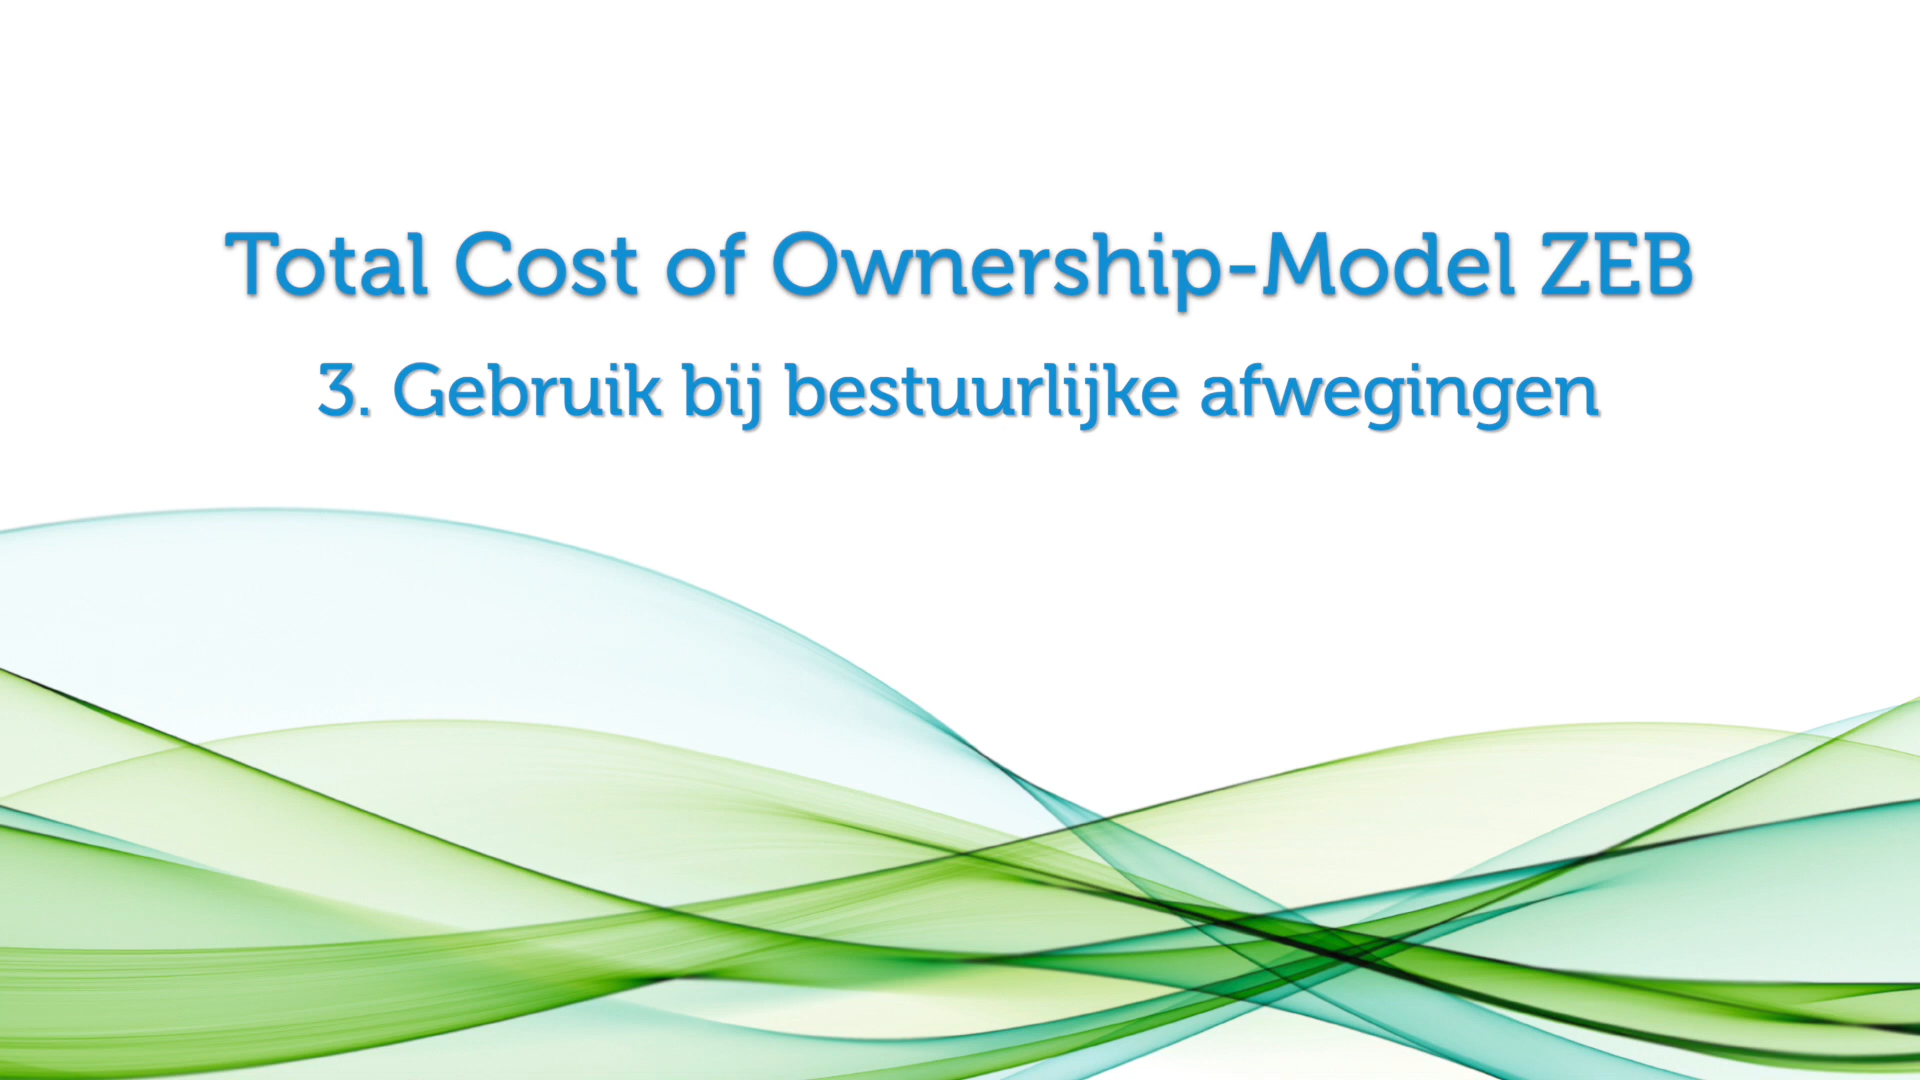 Total Cost of Ownership-Model ZEB
3. Gebruik bij bestuurlijke afwegingen